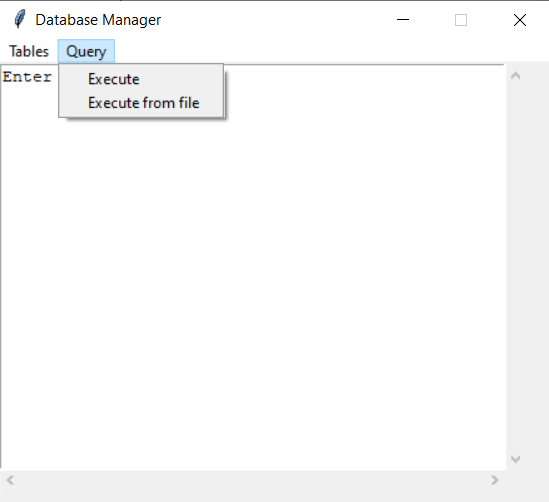 Database Manager
Tables Query
Enter
Execute
Execute from file